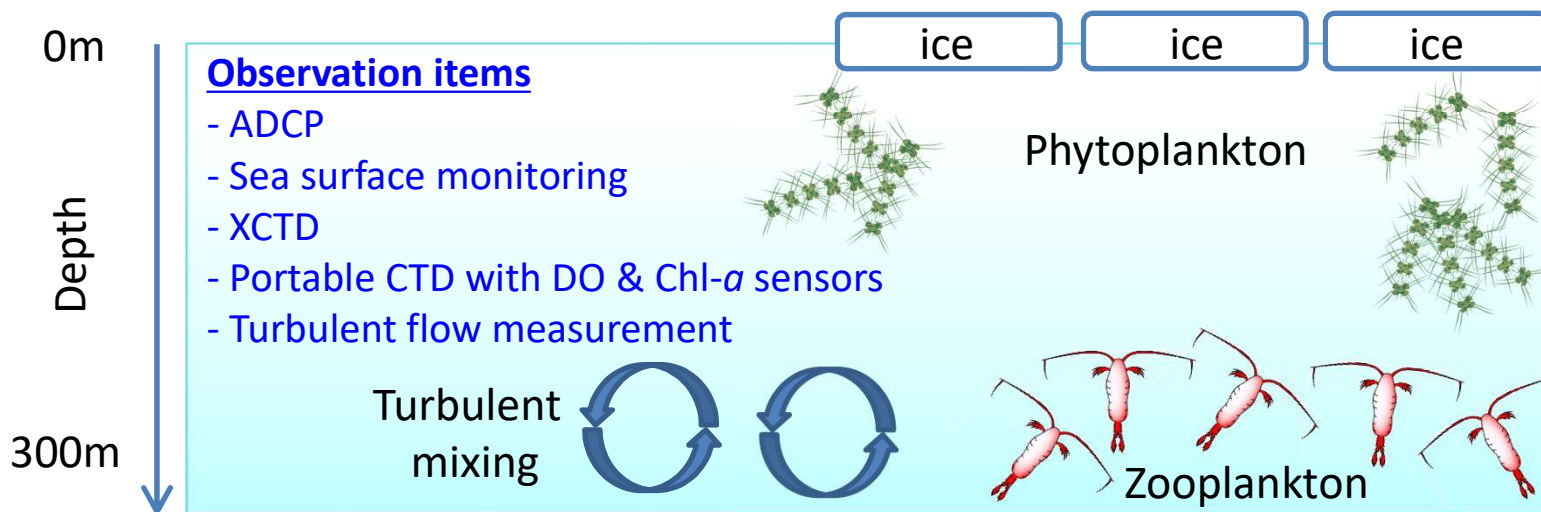 0m
ice
ice
ice
Observation items
- ADCP
- Sea surface monitoring
- XCTD
- Portable CTD with DO & Chl-a sensors
- Turbulent flow measurement
Phytoplankton
Depth
Turbulent
mixing
300m
Zooplankton